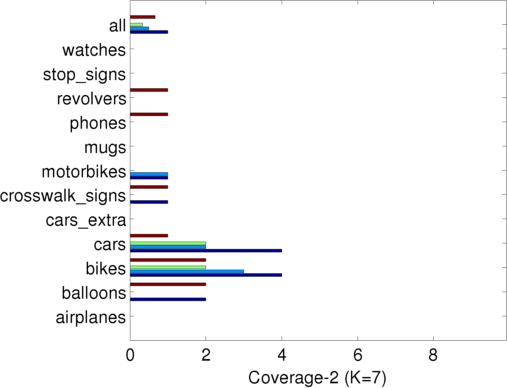 all
watches
stop_signs
revolvers
phones
mugs
motorbikes
crosswalk_signs
cars_extra
cars
bikes
balloons
airplanes
0 2 4 6 8
Coverage-2 (K=7)